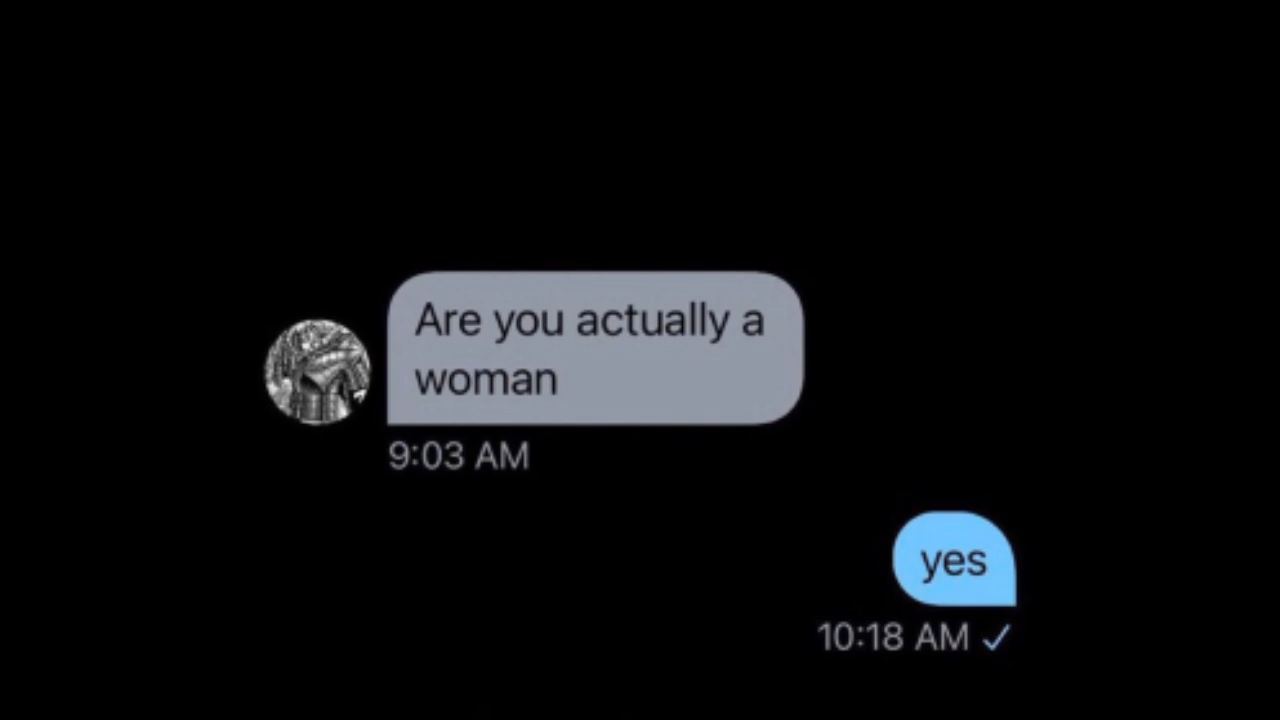 Are you actually a
woman
9:03 AM
yes
10:18 AM ✓